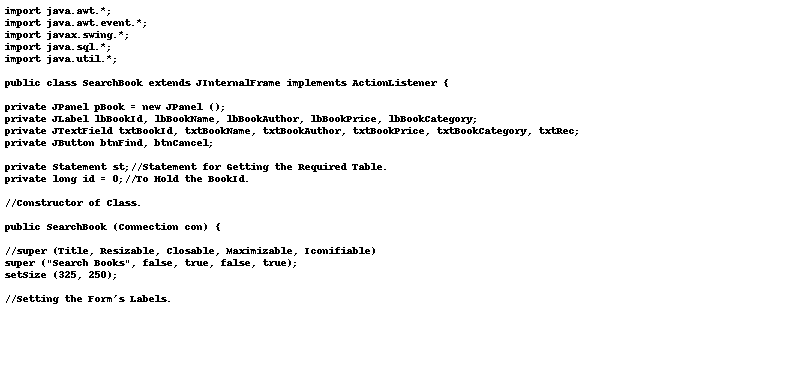 import java.awt.*;
import java.awt.event.*;
import javax.swing.*;
import java.sql.*;
import java.util.*;
public class SearchBook extends JInternalFrame implements ActionListener {
private JPanel pBook = new JPanel ();
private JLabel lbBookId, lbBookName, lbBookAuthor, lbBookPrice, lbBookCategory;
private JTextField txtBookId, txtBookName, txtBookAuthor, txtBookPrice, txtBookCategory, txtRec;
private JButton btnFind, btnCancel;
private Statement st;//Statement for Getting the Required Table.
private long id = 0;//To Hold the BookId.
//Constructor of Class.
public SearchBook (Connection con) {
//super (Title, Resizable, Closable, Maximizable, Iconifiable)
super ("Search Books", false, true, false, true);
setSize (325, 250);
//Setting the Form's Labels.